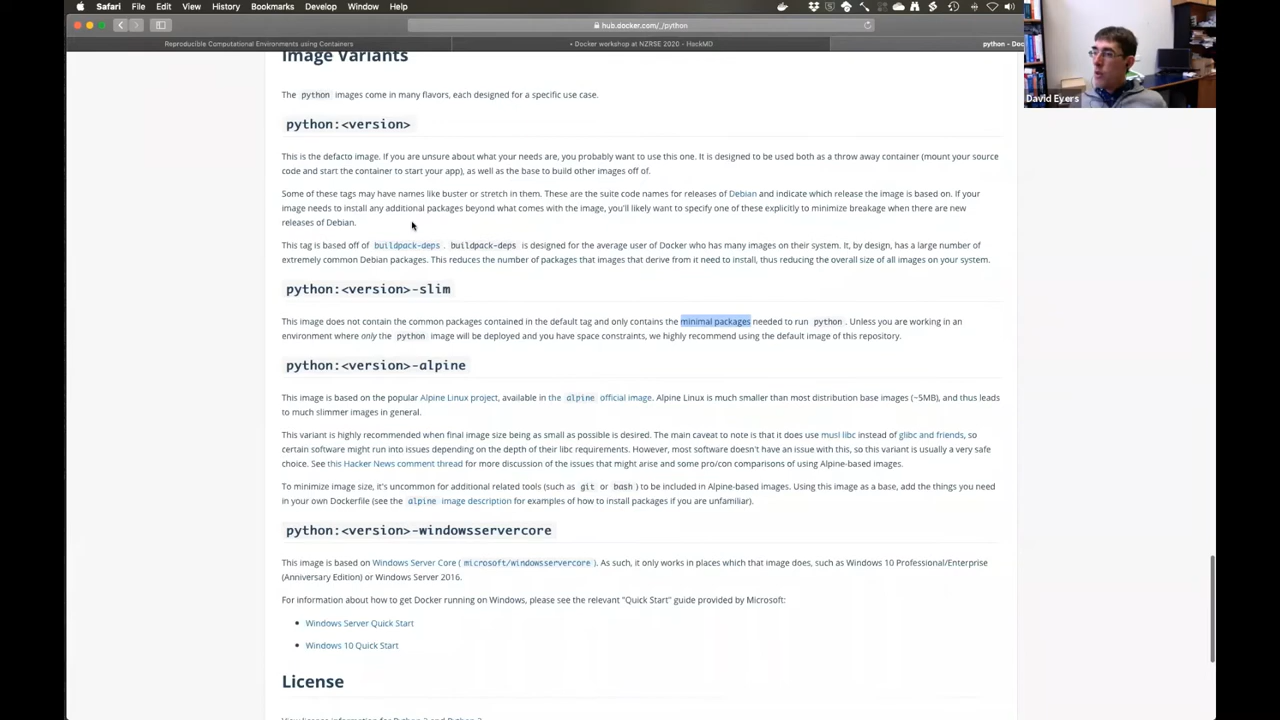 Safari File Edit View History Bookmarks Develop Window Help
hub.docker.com/_/python
Reproducible Computational Environments using Containers
• Docker workshop at NZRSE 2020 - HackMD
python - Doc
David Eyers
Image Variants
The python images come in many flavors, each designed for a specific use case.
python:<version>
This is the defacto image. If you are unsure about what your needs are, you probably want to use this one. It is designed to be used both as a throw away container (mount your source
code and start the container to start your app), as well as the base to build other images off of.
Some of these tags may have names like buster or stretch in them. These are the suite code names for releases of Debian and indicate which release the image is based on. If your
image needs to install any additional packages beyond what comes with the image, you'll likely want to specify one of these explicitly to minimize breakage when there are new
releases of Debian.
This tag is based off of buildpack-deps. buildpack-deps is designed for the average user of Docker who has many images on their system. It, by design, has a large number of
extremely common Debian packages. This reduces the number of packages that images that derive from it need to install, thus reducing the overall size of all images on your system.
python:<version>-slim
This image does not contain the common packages contained in the default tag and only contains the minimal packages needed to run python. Unless you are working in an
environment where only the python image will be deployed and you have space constraints, we highly recommend using the default image of this repository.
python:<version>-alpine
This image is based on the popular Alpine Linux project, available in the alpine official image. Alpine Linux is much smaller than most distribution base images (~5MB), and thus leads
to much slimmer images in general.
This variant is highly recommended when final image size being as small as possible is desired. The main caveat to note is that it does use musl libc instead of glibc and friends, so
certain software might run into issues depending on the depth of their libc requirements. However, most software doesn't have an issue with this, so this variant is usually a very safe
choice. See this Hacker News comment thread for more discussion of the issues that might arise and some pro/con comparisons of using Alpine-based images.
To minimize image size, it's uncommon for additional related tools (such as git or bash) to be included in Alpine-based images. Using this image as a base, add the things you need
in your own Dockerfile (see the alpine image description for examples of how to install packages if you are unfamiliar).
python:<version>-windowsservercore
This image is based on Windows Server Core (microsoft/windowsservercore). As such, it only works in places which that image does, such as Windows 10 Professional/Enterprise
(Anniversary Edition) or Windows Server 2016.
For information about how to get Docker running on Windows, please see the relevant "Quick Start" guide provided by Microsoft:
• Windows Server Quick Start
• Windows 10 Quick Start
License